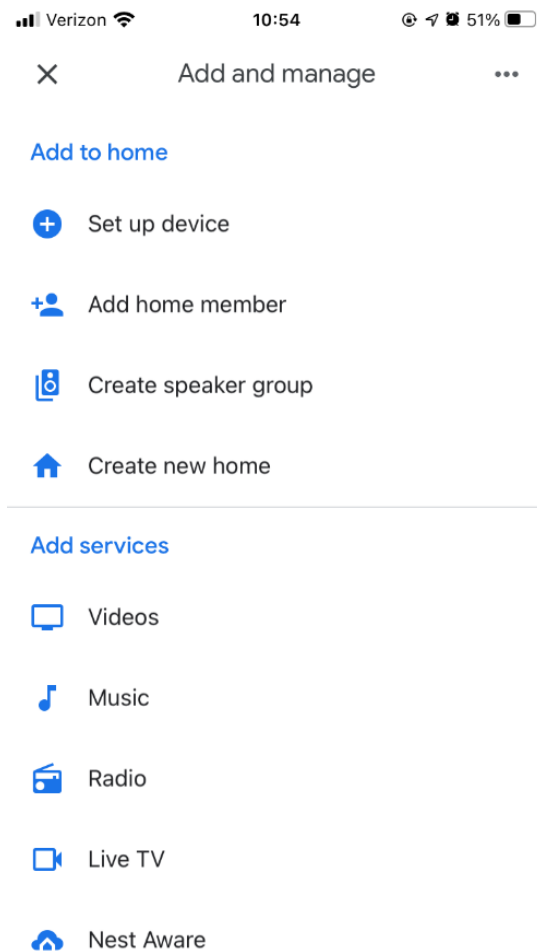 Verizon 10:54 51%
Add and manage
Add to home
Set up device
Add home member
Create speaker group
Create new home
Add services
Videos
Music
Radio
Live TV
Nest Aware